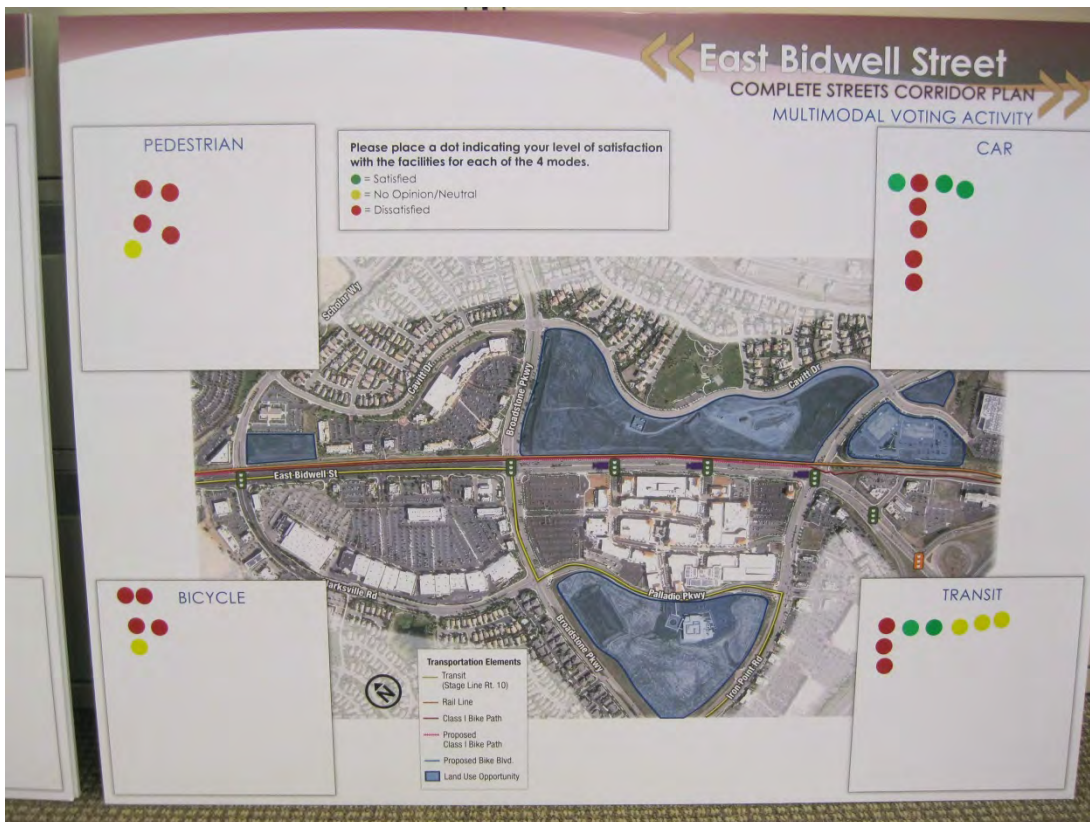 East Bidwell Street
COMPLETE STREETS CORRIDOR PLAN
MULTIMODAL VOTING ACTIVITY
PEDESTRIAN
Please place a dot indicating your level of satisfaction
with the facilities for each of the 4 modes.
= Satisfied
= No Opinion/Neutral
= Dissatisfied
CAR
Scholar Wy
Cavitt Dr
Broadstone Pkwy
Cavitt Dr
East Bidwell St
arksville Rd
Palladio Pkwy
Broadstone Pkwy
Iron Point Rd
BICYCLE
TRANSIT
Transportation Elements
Transit
(Stage Line Rt. 10)
Rail Line
Class I Bike Path
Proposed
Class I Bike Path
Proposed Bike Blvd.
Land Use Opportunity
N